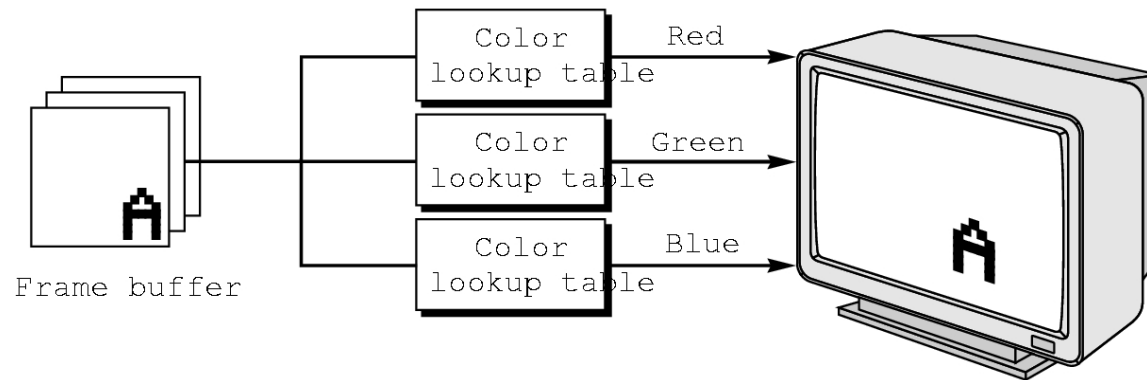 Color
lookup table
Red
Color
lookup table
Green
Color
lookup table
Blue
A
Frame buffer
A